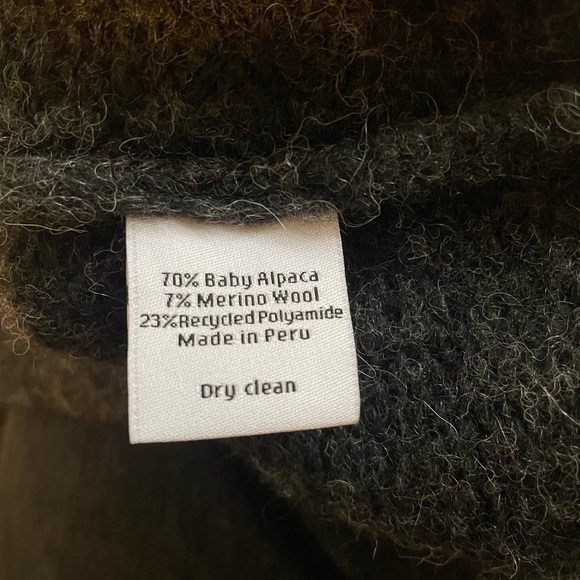 70% Baby Alpaca
7% Merino Wool
23%Recycled Polyamide
Made in Peru
Dry clean